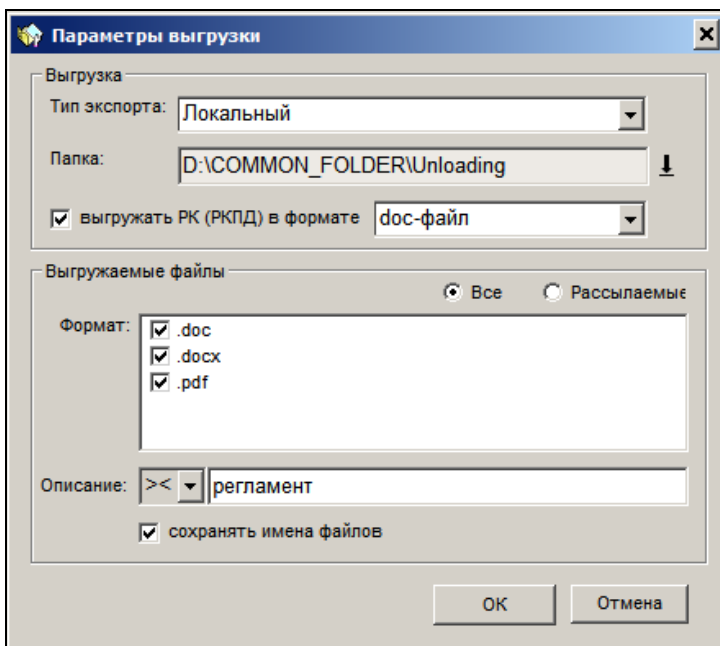 Параметры выгрузки
Выгрузка
Тип экспорта: Локальный
Папка: D:\COMMON_FOLDER\Unloading
выгружать РК (РКПД) в формате doc-файл
Выгружаемые файлы
Все Рассылаемые
Формат: .doc
.docx
.pdf
Описание: >< регламент
сохранять имена файлов
ОК Отмена